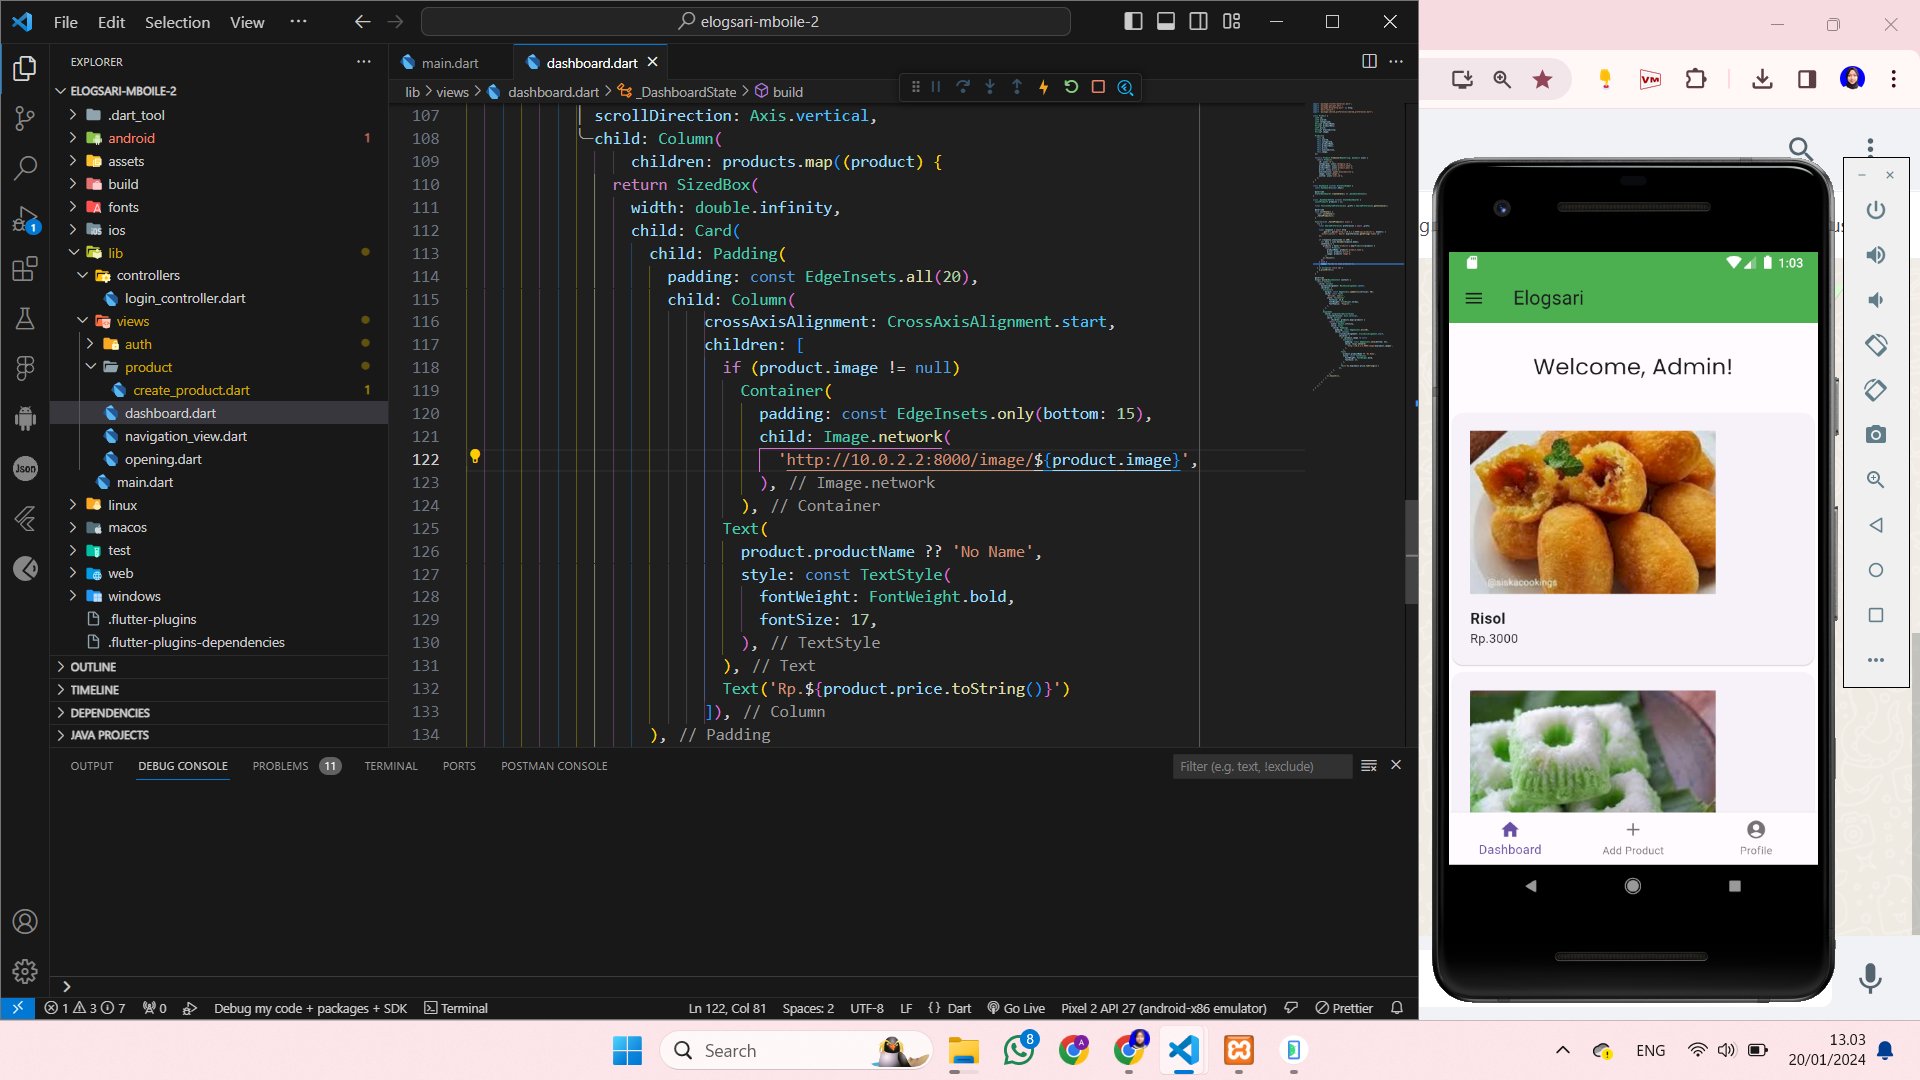 File Edit Selection View ··· elogsari-mboile-2
EXPLORER ···
ELOGSARI-MBOILE-2
.dart_tool
android 1
assets
build
fonts
ios
lib
controllers
login_controller.dart
views
auth
product
create_product.dart 1
dashboard.dart
navigation_view.dart
opening.dart
main.dart
linux
macos
test
web
windows
.flutter-plugins
.flutter-plugins-dependencies
OUTLINE
TIMELINE
DEPENDENCIES
JAVA PROJECTS
1
Json
main.dart dashboard.dart
lib > views > dashboard.dart > _DashboardState > build
107 scrollDirection: Axis.vertical,
108 child: Column(
109 children: products.map((product) {
110 return SizedBox(
111 width: double.infinity,
112 child: Card(
113 child: Padding(
114 padding: const EdgeInsets.all(20),
115 child: Column(
116 crossAxisAlignment: CrossAxisAlignment.start,
117 children: [
118 if (product.image != null)
119 Container(
120 padding: const EdgeInsets.only(bottom: 15),
121 child: Image.network(
122 'http://10.0.2.2:8000/image/${product.image}',
123 ), // Image.network
124 ), // Container
125 Text(
126 product.productName ?? 'No Name',
127 style: const TextStyle(
128 fontWeight: FontWeight.bold,
129 fontSize: 17,
130 ), // TextStyle
131 ), // Text
132 Text('Rp.${product.price.toString()}')
133 ]), // Column
134 ), // Padding
OUTPUT DEBUG CONSOLE PROBLEMS 11 TERMINAL PORTS POSTMAN CONSOLE
Filter (e.g. text, !exclude)
1 3 7 0 Debug my code + packages + SDK Terminal Ln 122, Col 81 Spaces: 2 UTF-8 LF {} Dart Go Live Pixel 2 API 27 (android-x86 emulator) Prettier
VM
1:03
Elogsari
Welcome, Admin!
@siskacookings
Risol
Rp.3000
Dashboard Add Product Profile
Search
8
A
ENG
13.03
20/01/2024